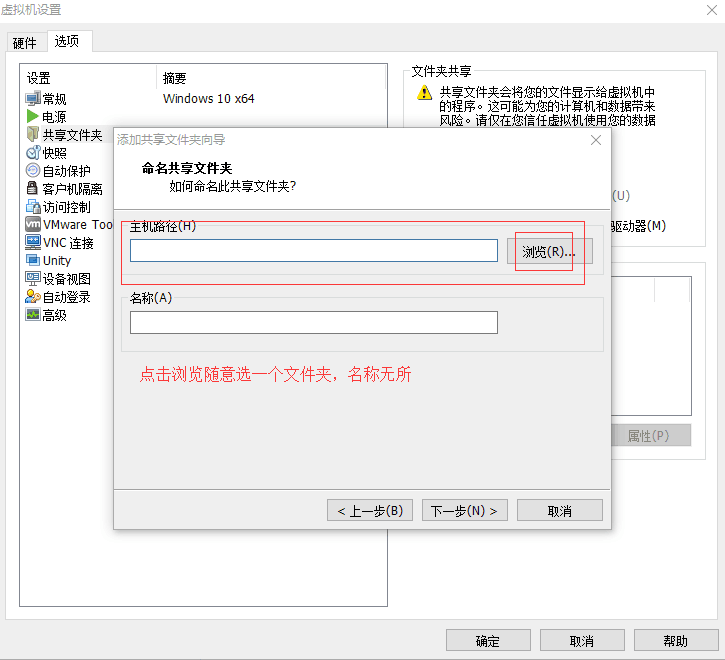 虚拟机设置
硬件
选项
设置
摘要
常规
Windows 10 x64
电源
共享文件夹
快照
自动保护
客户机隔离
访问控制
VMware Too
VNC 连接
Unity
设备视图
自动登录
高级
文件夹共享
共享文件夹会将您的文件显示给虚拟机中
的程序。这可能为您的计算机和数据带来
风险。请仅在您信任虚拟机使用您的数据
(U)
驱动器(M)
属性(P)
添加共享文件夹向导
命名共享文件夹
如何命名此共享文件夹?
主机路径(H)
浏览(R)...
名称(A)
点击浏览随意选一个文件夹，名称无所
< 上一步(B)
下一步(N) >
取消
确定
取消
帮助